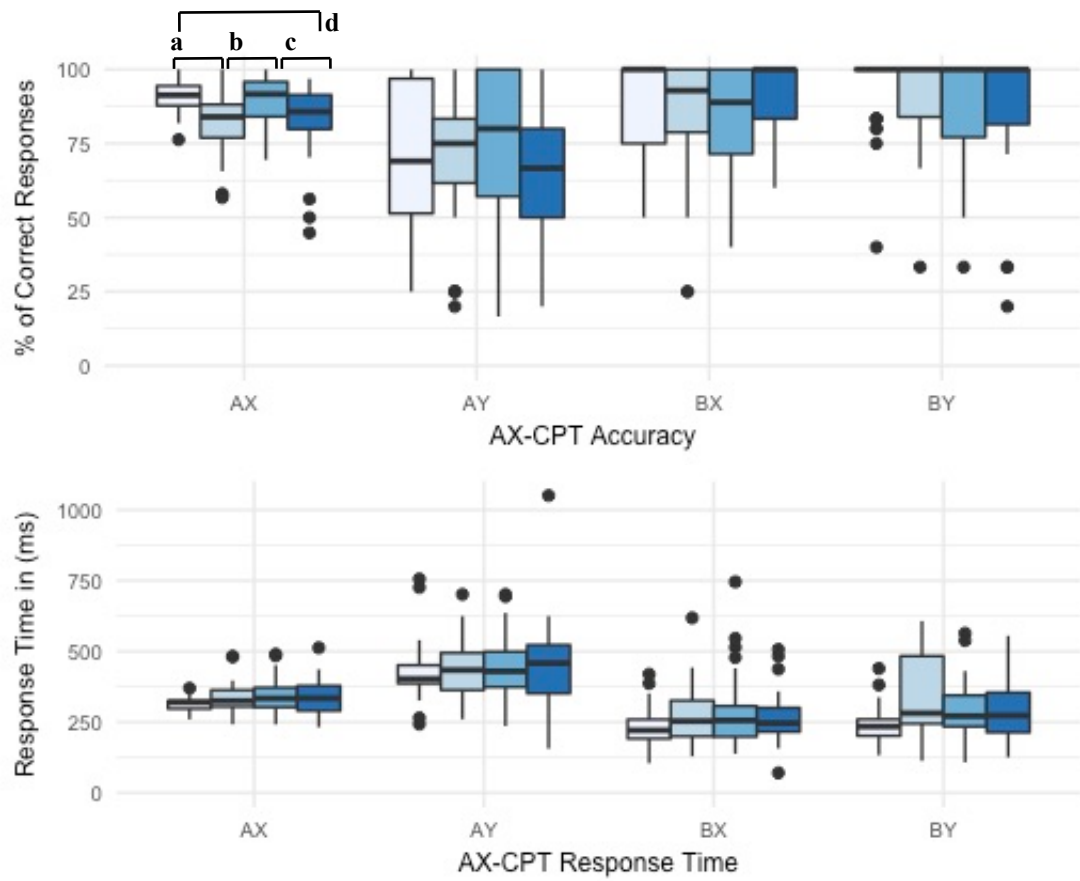 d
a b c
% of Correct Responses
100
75
50
25
0
AX AY BX BY
AX-CPT Accuracy
Response Time in (ms)
1000
750
500
250
0
AX AY BX BY
AX-CPT Response Time